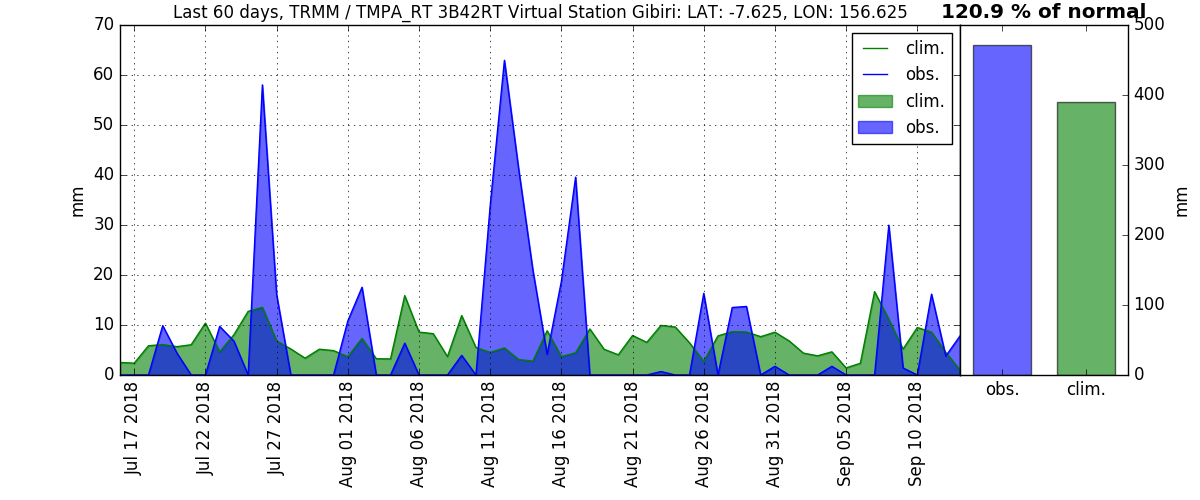 Last 60 days, TRMM / TMPA_RT 3B42RT Virtual Station Gibiri: LAT: -7.625, LON: 156.625
120.9 % of normal
70
60
50
40
30
20
10
0
mm
clim.
obs.
clim.
obs.
500
400
300
200
100
0
mm
obs.
clim.
Jul 17 2018
Jul 22 2018
Jul 27 2018
Aug 01 2018
Aug 06 2018
Aug 11 2018
Aug 16 2018
Aug 21 2018
Aug 26 2018
Aug 31 2018
Sep 05 2018
Sep 10 2018